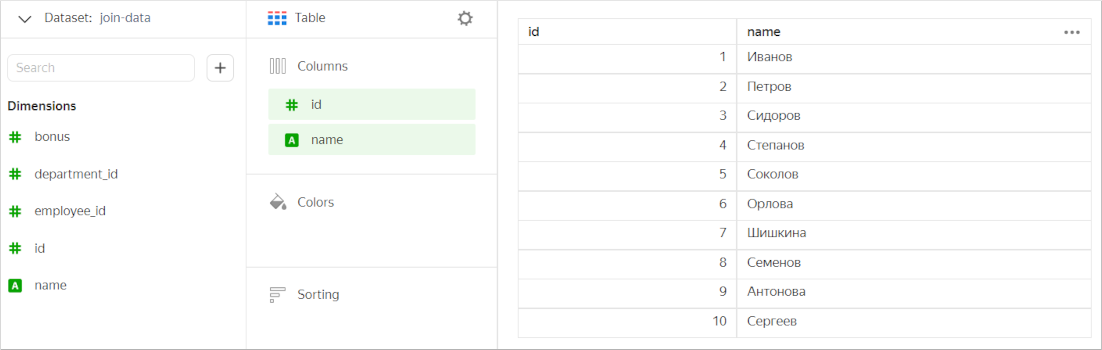 Dataset: join-data
Search
Dimensions
bonus
department_id
employee_id
id
A name
Table
Columns
id
A name
Colors
Sorting
id name
1 Иванов
2 Петров
3 Сидоров
4 Степанов
5 Соколов
6 Орлова
7 Шишкина
8 Семенов
9 Антонова
10 Сергеев